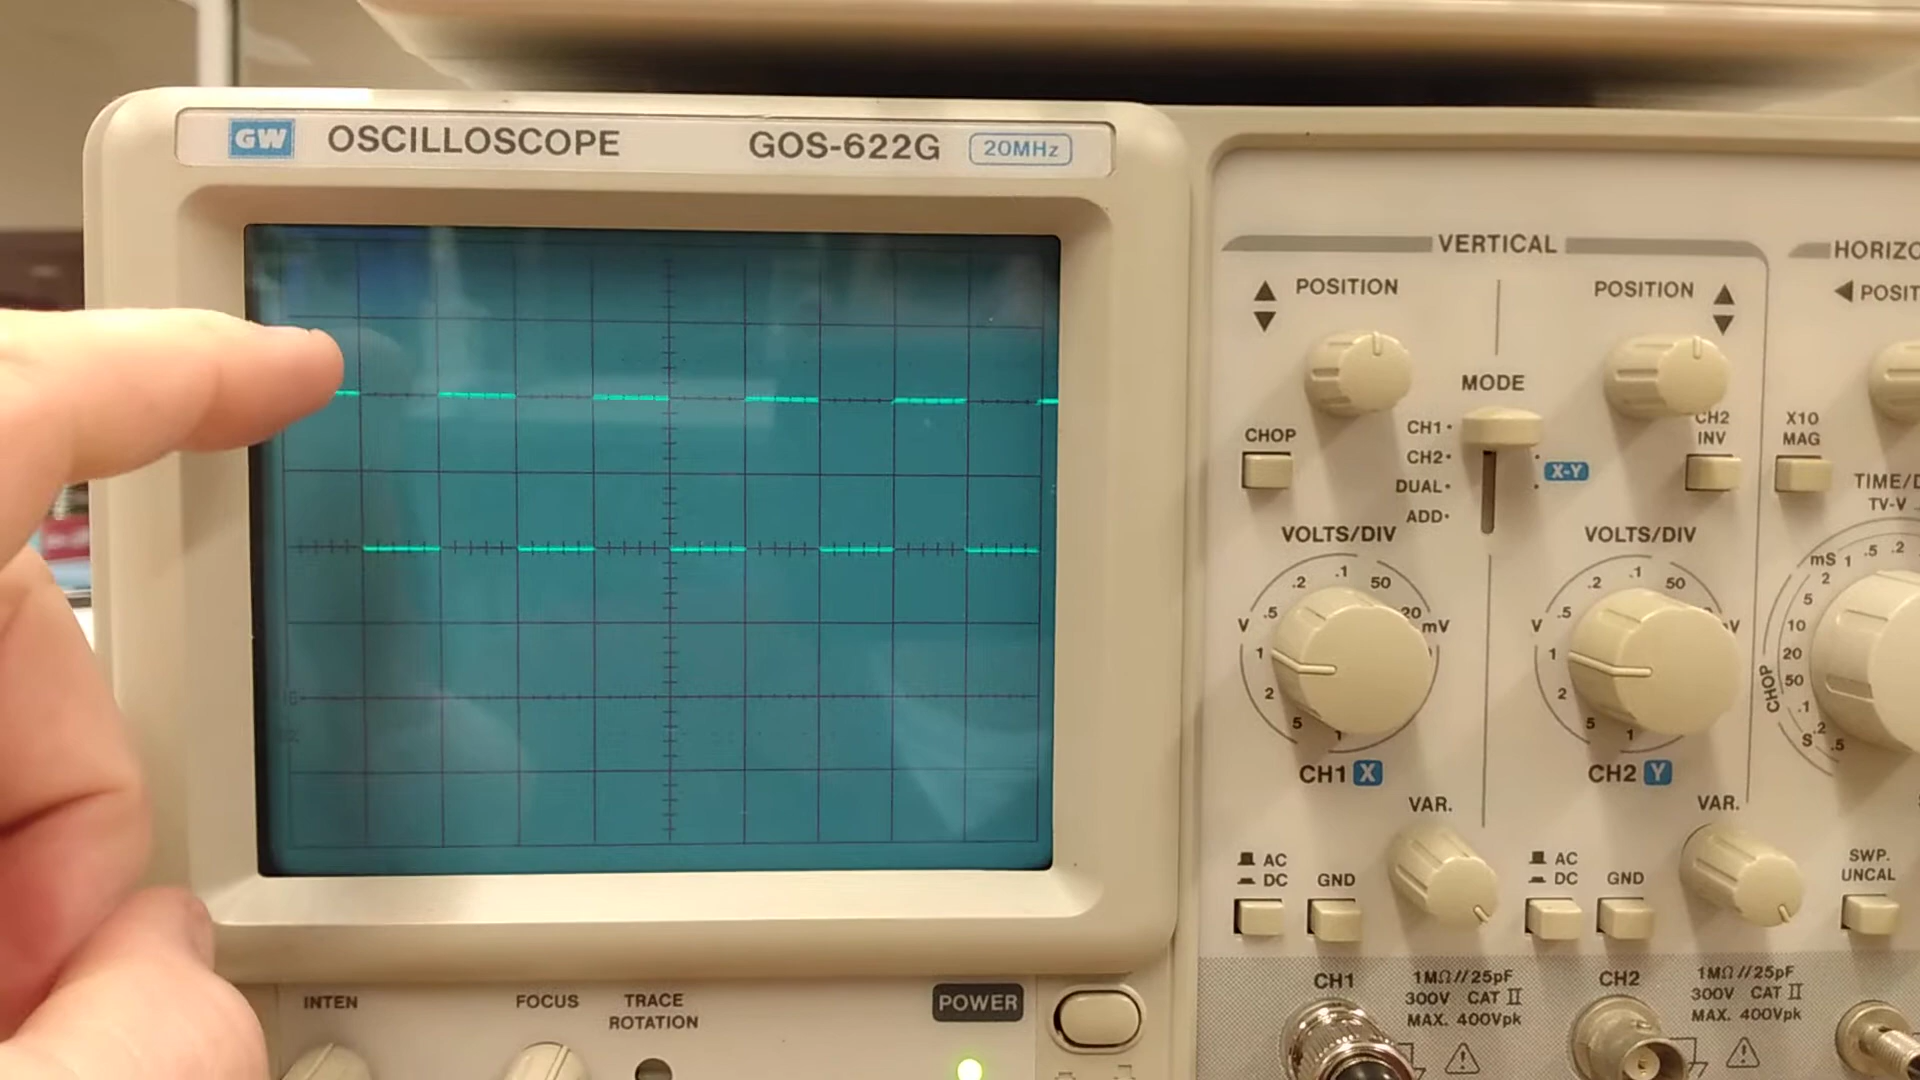 GW OSCILLOSCOPE GOS-622G 20MHz
VERTICAL
HORIZO
POSITION
POSITION
POSIT
MODE
CH1
CH2
DUAL
ADD
X-Y
CHOP
CH2
INV
X10
MAG
TIME/D
TV-V
VOLTS/DIV
VOLTS/DIV
.5 .2 .1 50 20 mV
V 1 2 5
.5 .2 .1 50 V
V 1 2 5 1
mS 1 .5 .2
2
5
10
20
50
.1
.2
S .5
CHOP
CH1 X
CH2 Y
VAR.
VAR.
AC
DC
GND
AC
DC
GND
SWP.
UNCAL
CH1
1MΩ//25pF
300V CAT II
MAX. 400Vpk
CH2
1MΩ//25pF
300V CAT II
MAX. 400Vpk
INTEN
FOCUS
TRACE
ROTATION
POWER